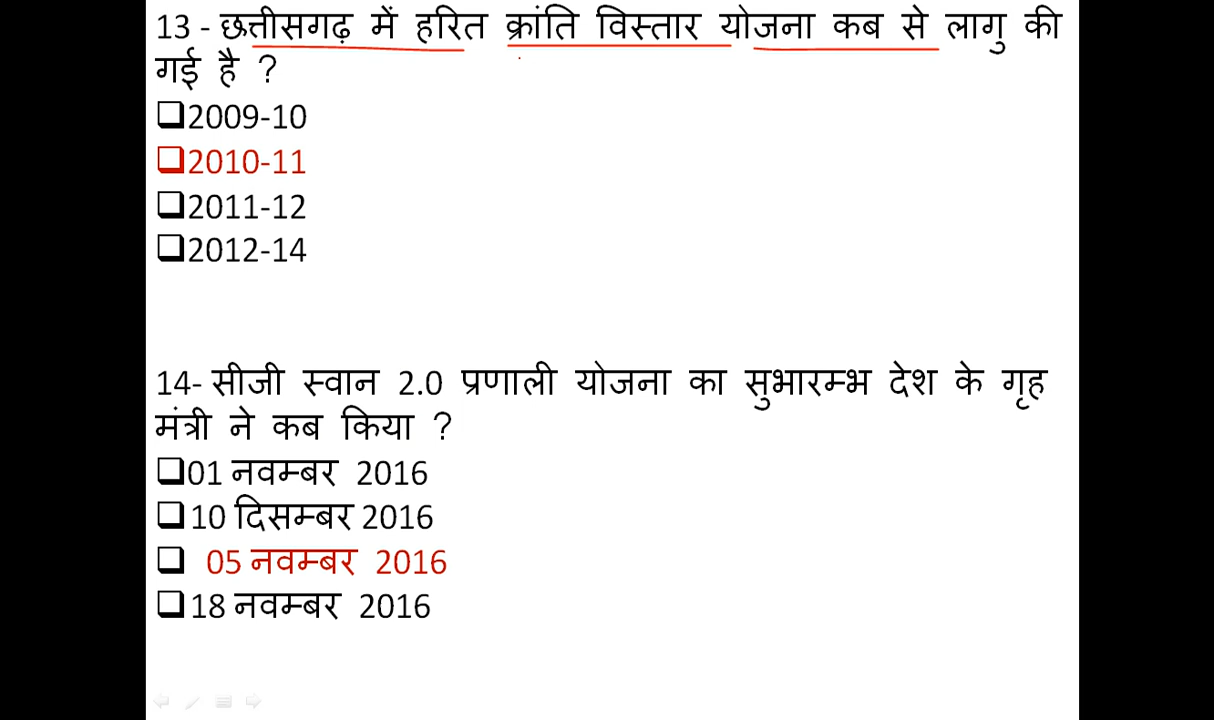 13 - छत्तीसगढ़ में हरित क्रांति विस्तार योजना कब से लागु की
गई है ?
2009-10
2010-11
2011-12
2012-14
14- सीजी स्वान 2.0 प्रणाली योजना का सुभारम्भ देश के गृह
मंत्री ने कब किया ?
01 नवम्बर 2016
10 दिसम्बर 2016
05 नवम्बर 2016
18 नवम्बर 2016